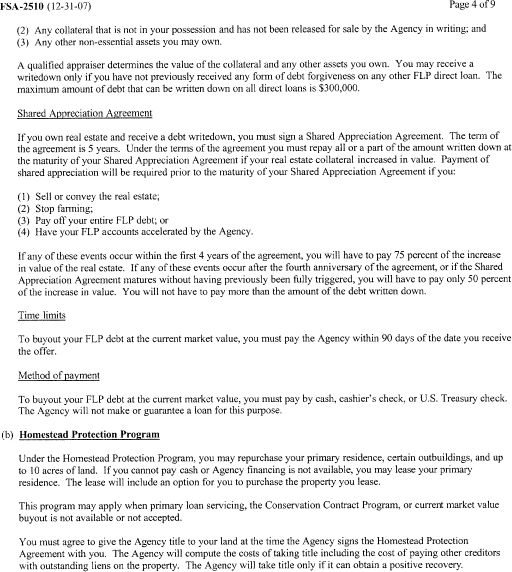 FSA-2510 (12-31-07) Page 4 of 9
(2) Any collateral that is not in your possession and has not been released for sale by the Agency in writing; and
(3) Any other non-essential assets you may own.
A qualified appraiser determines the value of the collateral and any other assets you own. You may receive a
writedown only if you have not previously received any form of debt forgiveness on any other FLP direct loan. The
maximum amount of debt that can be written down on all direct loans is $300,000.
Shared Appreciation Agreement
If you own real estate and receive a debt writedown, you must sign a Shared Appreciation Agreement. The term of
the agreement is 5 years. Under the terms of the agreement you must repay all or a part of the amount written down at
the maturity of your Shared Appreciation Agreement if your real estate collateral increased in value. Payment of
shared appreciation will be required prior to the maturity of your Shared Appreciation Agreement if you:
(1) Sell or convey the real estate;
(2) Stop farming;
(3) Pay off your entire FLP debt; or
(4) Have your FLP accounts accelerated by the Agency.
If any of these events occur within the first 4 years of the agreement, you will have to pay 75 percent of the increase
in value of the real estate. If any of these events occur after the fourth anniversary of the agreement, or if the Shared
Appreciation Agreement matures without having previously been fully triggered, you will have to pay only 50 percent
of the increase in value. You will not have to pay more than the amount of the debt written down.
Time limits
To buyout your FLP debt at the current market value, you must pay the Agency within 90 days of the date you receive
the offer.
Method of payment
To buyout your FLP debt at the current market value, you must pay by cash, cashier's check, or U.S. Treasury check.
The Agency will not make or guarantee a loan for this purpose.
(b) Homestead Protection Program
Under the Homestead Protection Program, you may repurchase your primary residence, certain outbuildings, and up
to 10 acres of land. If you cannot pay cash or Agency financing is not available, you may lease your primary
residence. The lease will include an option for you to purchase the property you lease.
This program may apply when primary loan servicing, the Conservation Contract Program, or current market value
buyout is not available or not accepted.
You must agree to give the Agency title to your land at the time the Agency signs the Homestead Protection
Agreement with you. The Agency will compute the costs of taking title including the cost of paying other creditors
with outstanding liens on the property. The Agency will take title only if it can obtain a positive recovery.